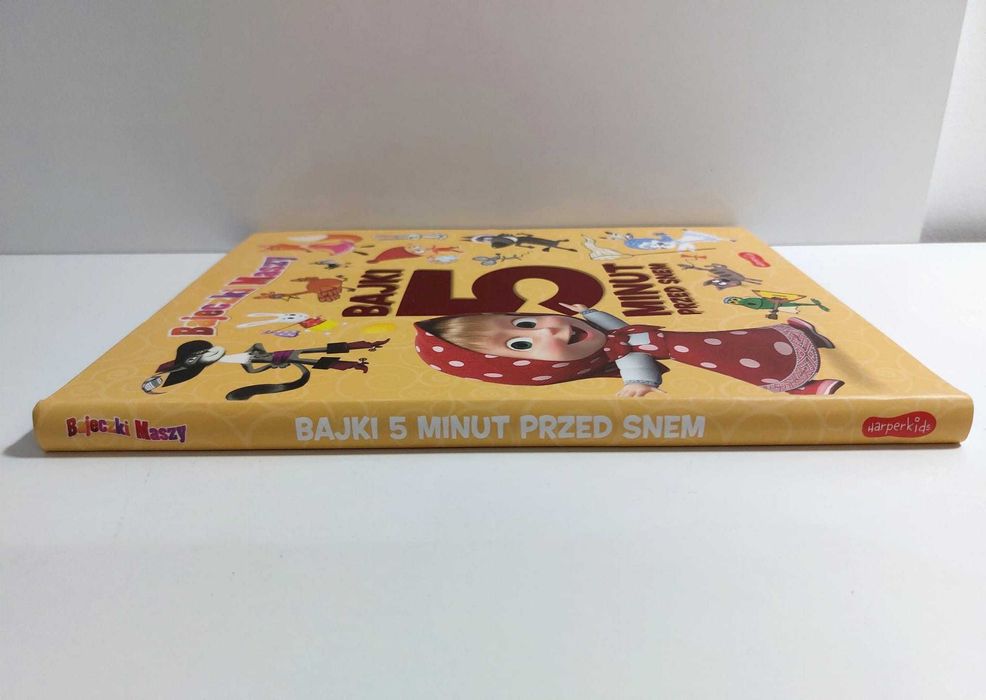 Bajeczki Maszy
BAJKI
5
MINUT
PRZED SNEM
Bajeczki Maszy
BAJKI 5 MINUT PRZED SNEM
Harperkids